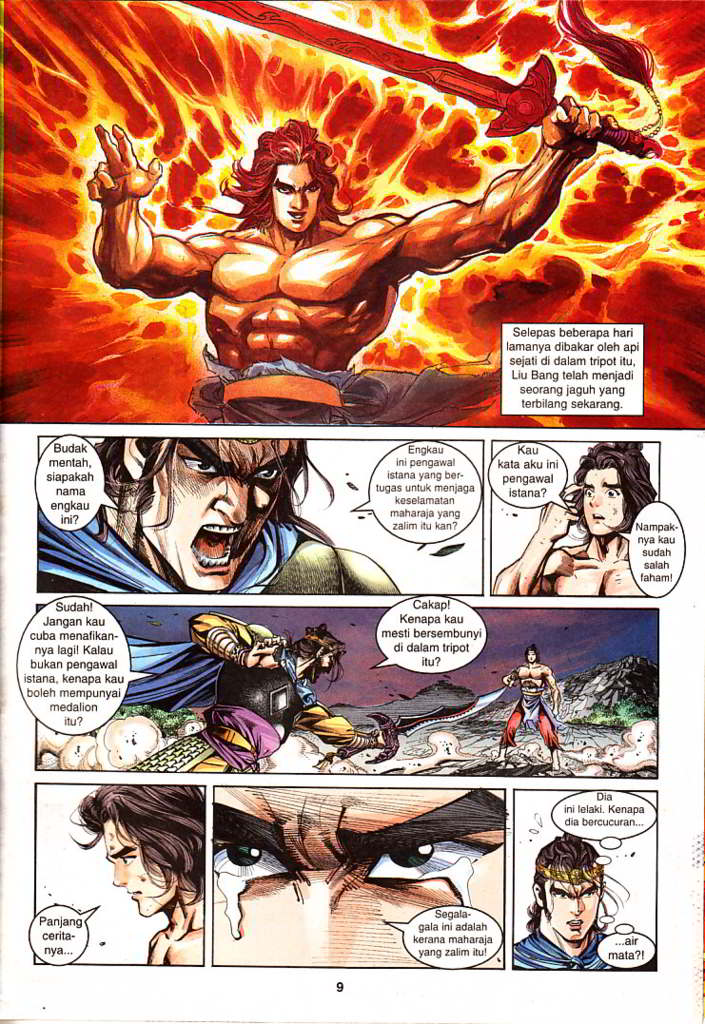 Selepas beberapa hari
lamanya dibakar oleh api
sejati di dalam tripot itu,
Liu Bang telah menjadi
seorang jaguh yang
terbilang sekarang.
Budak
mentah,
siapakah
nama
engkau
ini?
Engkau
ini pengawal
istana yang ber-
tugas untuk menjaga
keselamatan
maharaja yang
zalim itu kan?
Kau
kata aku ini
pengawal
istana?
Nampak-
nya kau
sudah
salah
faham!
Sudah!
Jangan kau
cuba menafikan-
nya lagi! Kalau
bukan pengawal
istana, kenapa kau
boleh mempunyai
medalion
itu?
Cakap!
Kenapa kau
mesti bersembunyi
di dalam tripot
itu?
Panjang
cerita-
nya...
Segala-
gala ini adalah
kerana maharaja
yang zalim itu!
Dia
ini lelaki. Kenapa
dia bercucuran...
...air
mata?!
9